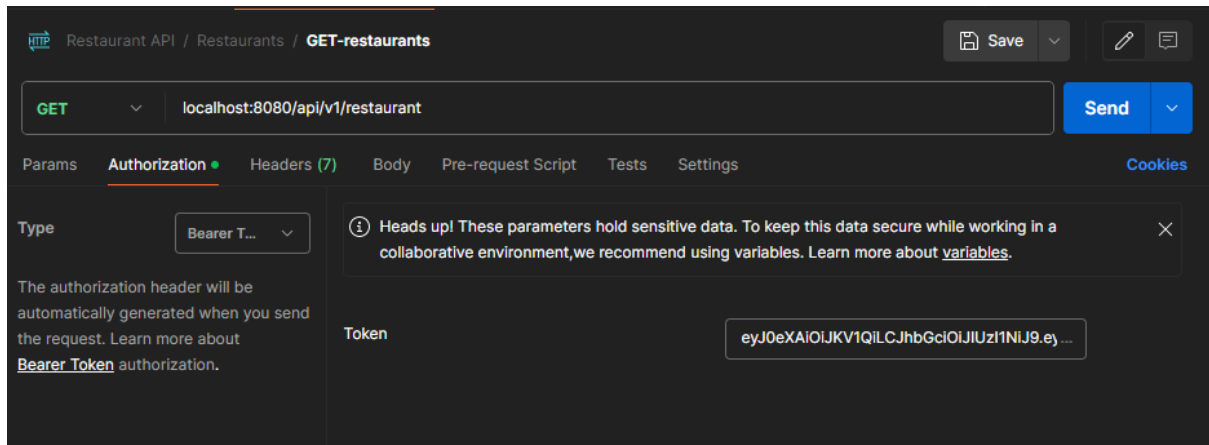 HTTP Restaurant API / Restaurants / GET-restaurants Save
GET localhost:8080/api/v1/restaurant Send
Params Authorization Headers (7) Body Pre-request Script Tests Settings Cookies
Type Bearer T...
The authorization header will be
automatically generated when you send
the request. Learn more about
Bearer Token authorization.
Heads up! These parameters hold sensitive data. To keep this data secure while working in a
collaborative environment,we recommend using variables. Learn more about variables.
Token eyJ0eXAiOiJKV1QiLCJhbGciOiJIUzI1NiJ9.ey...